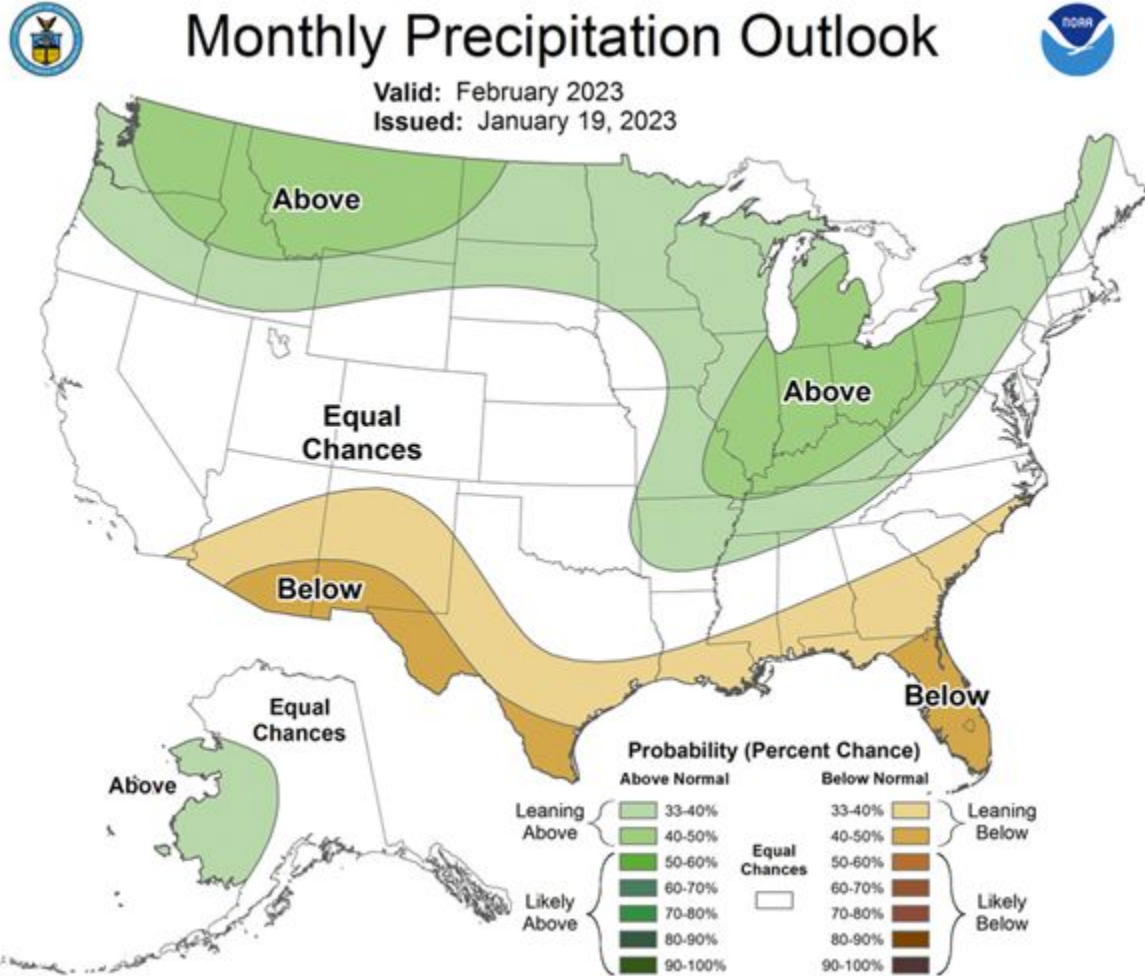 Monthly Precipitation Outlook
NOAA
Valid: February 2023
Issued: January 19, 2023
Above
Above
Equal
Chances
Below
Equal
Chances
Above
Below
Probability (Percent Chance)
Above Normal
Below Normal
Leaning
Above
33-40%
40-50%
50-60%
60-70%
70-80%
80-90%
90-100%
Likely
Above
Equal
Chances
33-40%
40-50%
50-60%
60-70%
70-80%
80-90%
90-100%
Leaning
Below
Likely
Below